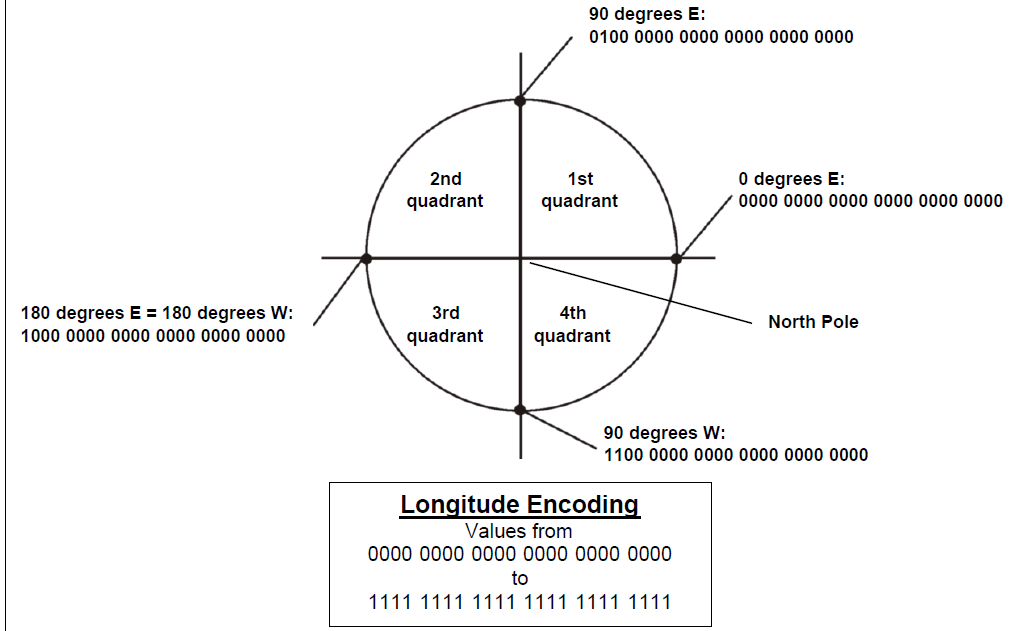 90 degrees E:
0100 0000 0000 0000 0000 0000
2nd
quadrant
1st
quadrant
0 degrees E:
0000 0000 0000 0000 0000 0000
180 degrees E = 180 degrees W:
1000 0000 0000 0000 0000 0000
3rd
quadrant
4th
quadrant
North Pole
90 degrees W:
1100 0000 0000 0000 0000 0000
Longitude Encoding
Values from
0000 0000 0000 0000 0000 0000
to
1111 1111 1111 1111 1111 1111